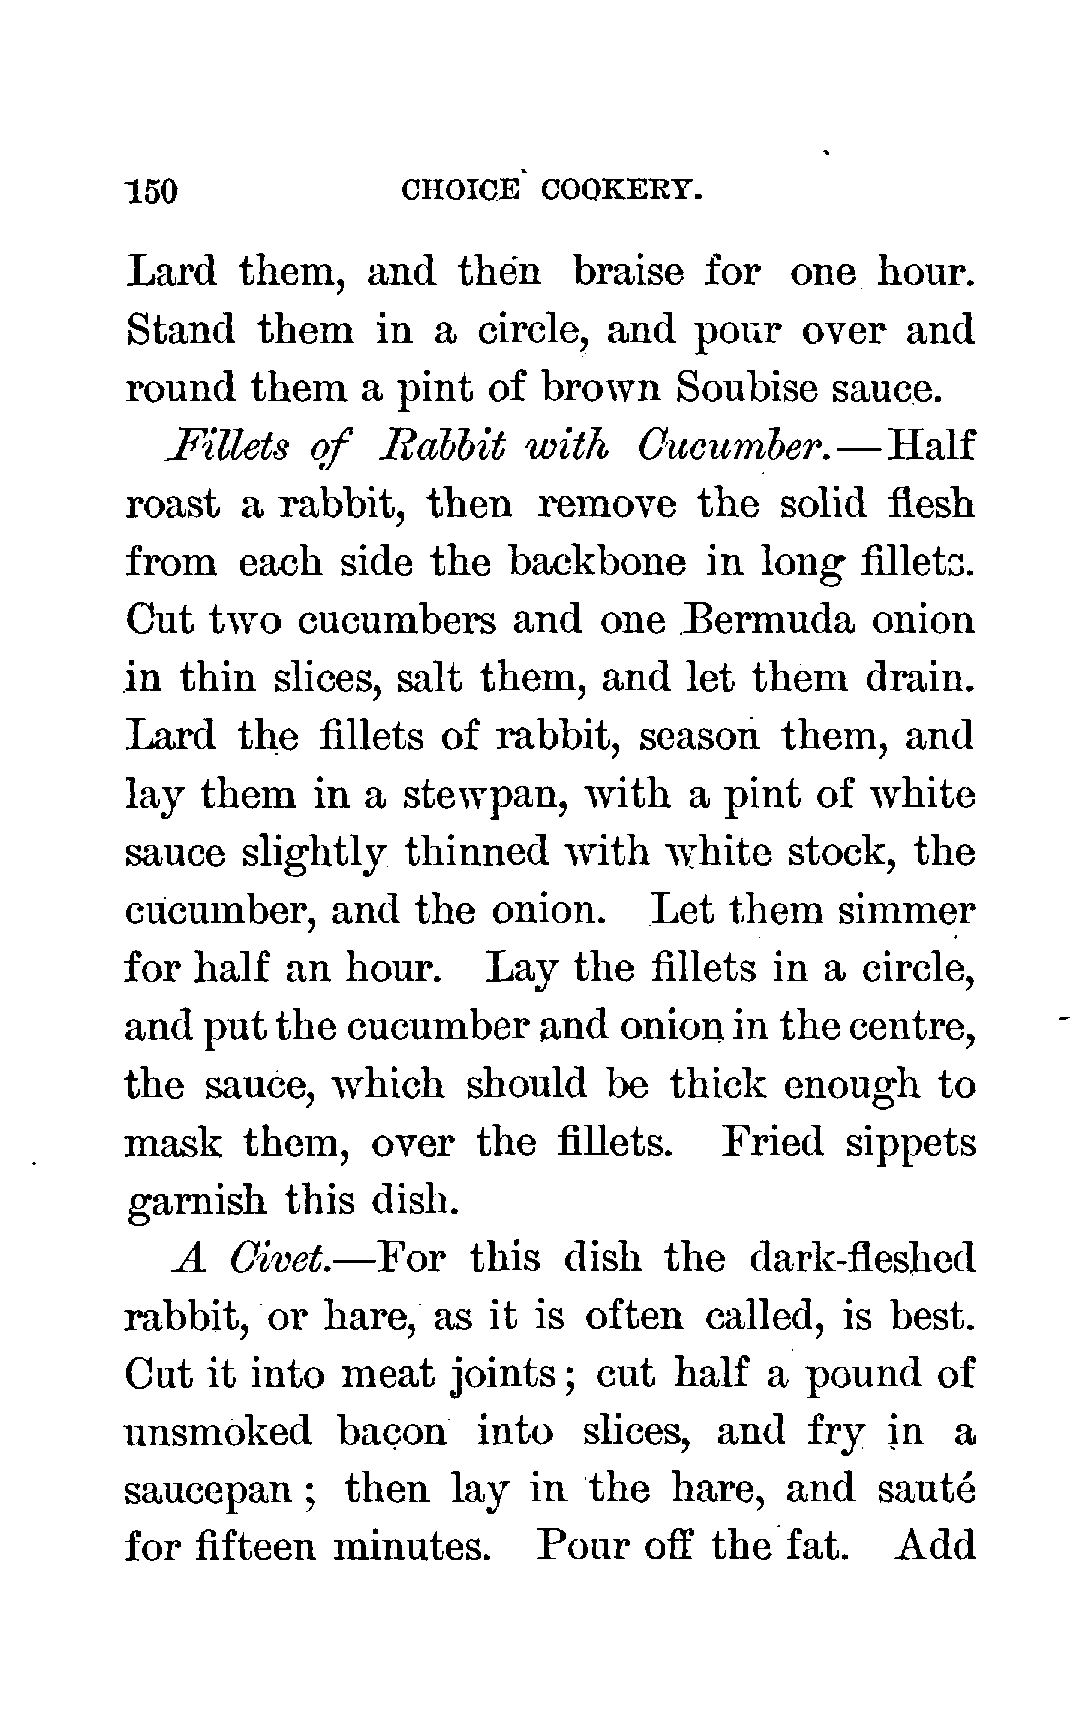 150 CHOICE COOKERY.
Lard them, and then braise for one hour.
Stand them in a circle, and pour over and
round them a pint of brown Soubise sauce.
Fillets of Rabbit with Cucumber.—Half
roast a rabbit, then remove the solid flesh
from each side the backbone in long fillets.
Cut two cucumbers and one Bermuda onion
in thin slices, salt them, and let them drain.
Lard the fillets of rabbit, season them, and
lay them in a stewpan, with a pint of white
sauce slightly thinned with white stock, the
cucumber, and the onion. Let them simmer
for half an hour. Lay the fillets in a circle,
and put the cucumber and onion in the centre,
the sauce, which should be thick enough to
mask them, over the fillets. Fried sippets
garnish this dish.
A Civet.—For this dish the dark-fleshed
rabbit, or hare, as it is often called, is best.
Cut it into meat joints; cut half a pound of
unsmoked bacon into slices, and fry in a
saucepan; then lay in the hare, and sauté
for fifteen minutes. Pour off the fat. Add